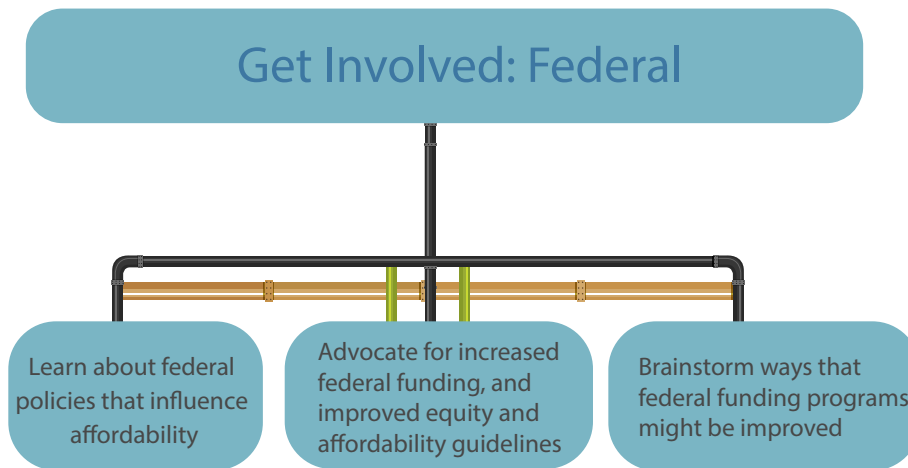 Get Involved: Federal
Learn about federal
policies that influence
affordability
Advocate for increased
federal funding, and
improved equity and
affordability guidelines
Brainstorm ways that
federal funding programs
might be improved